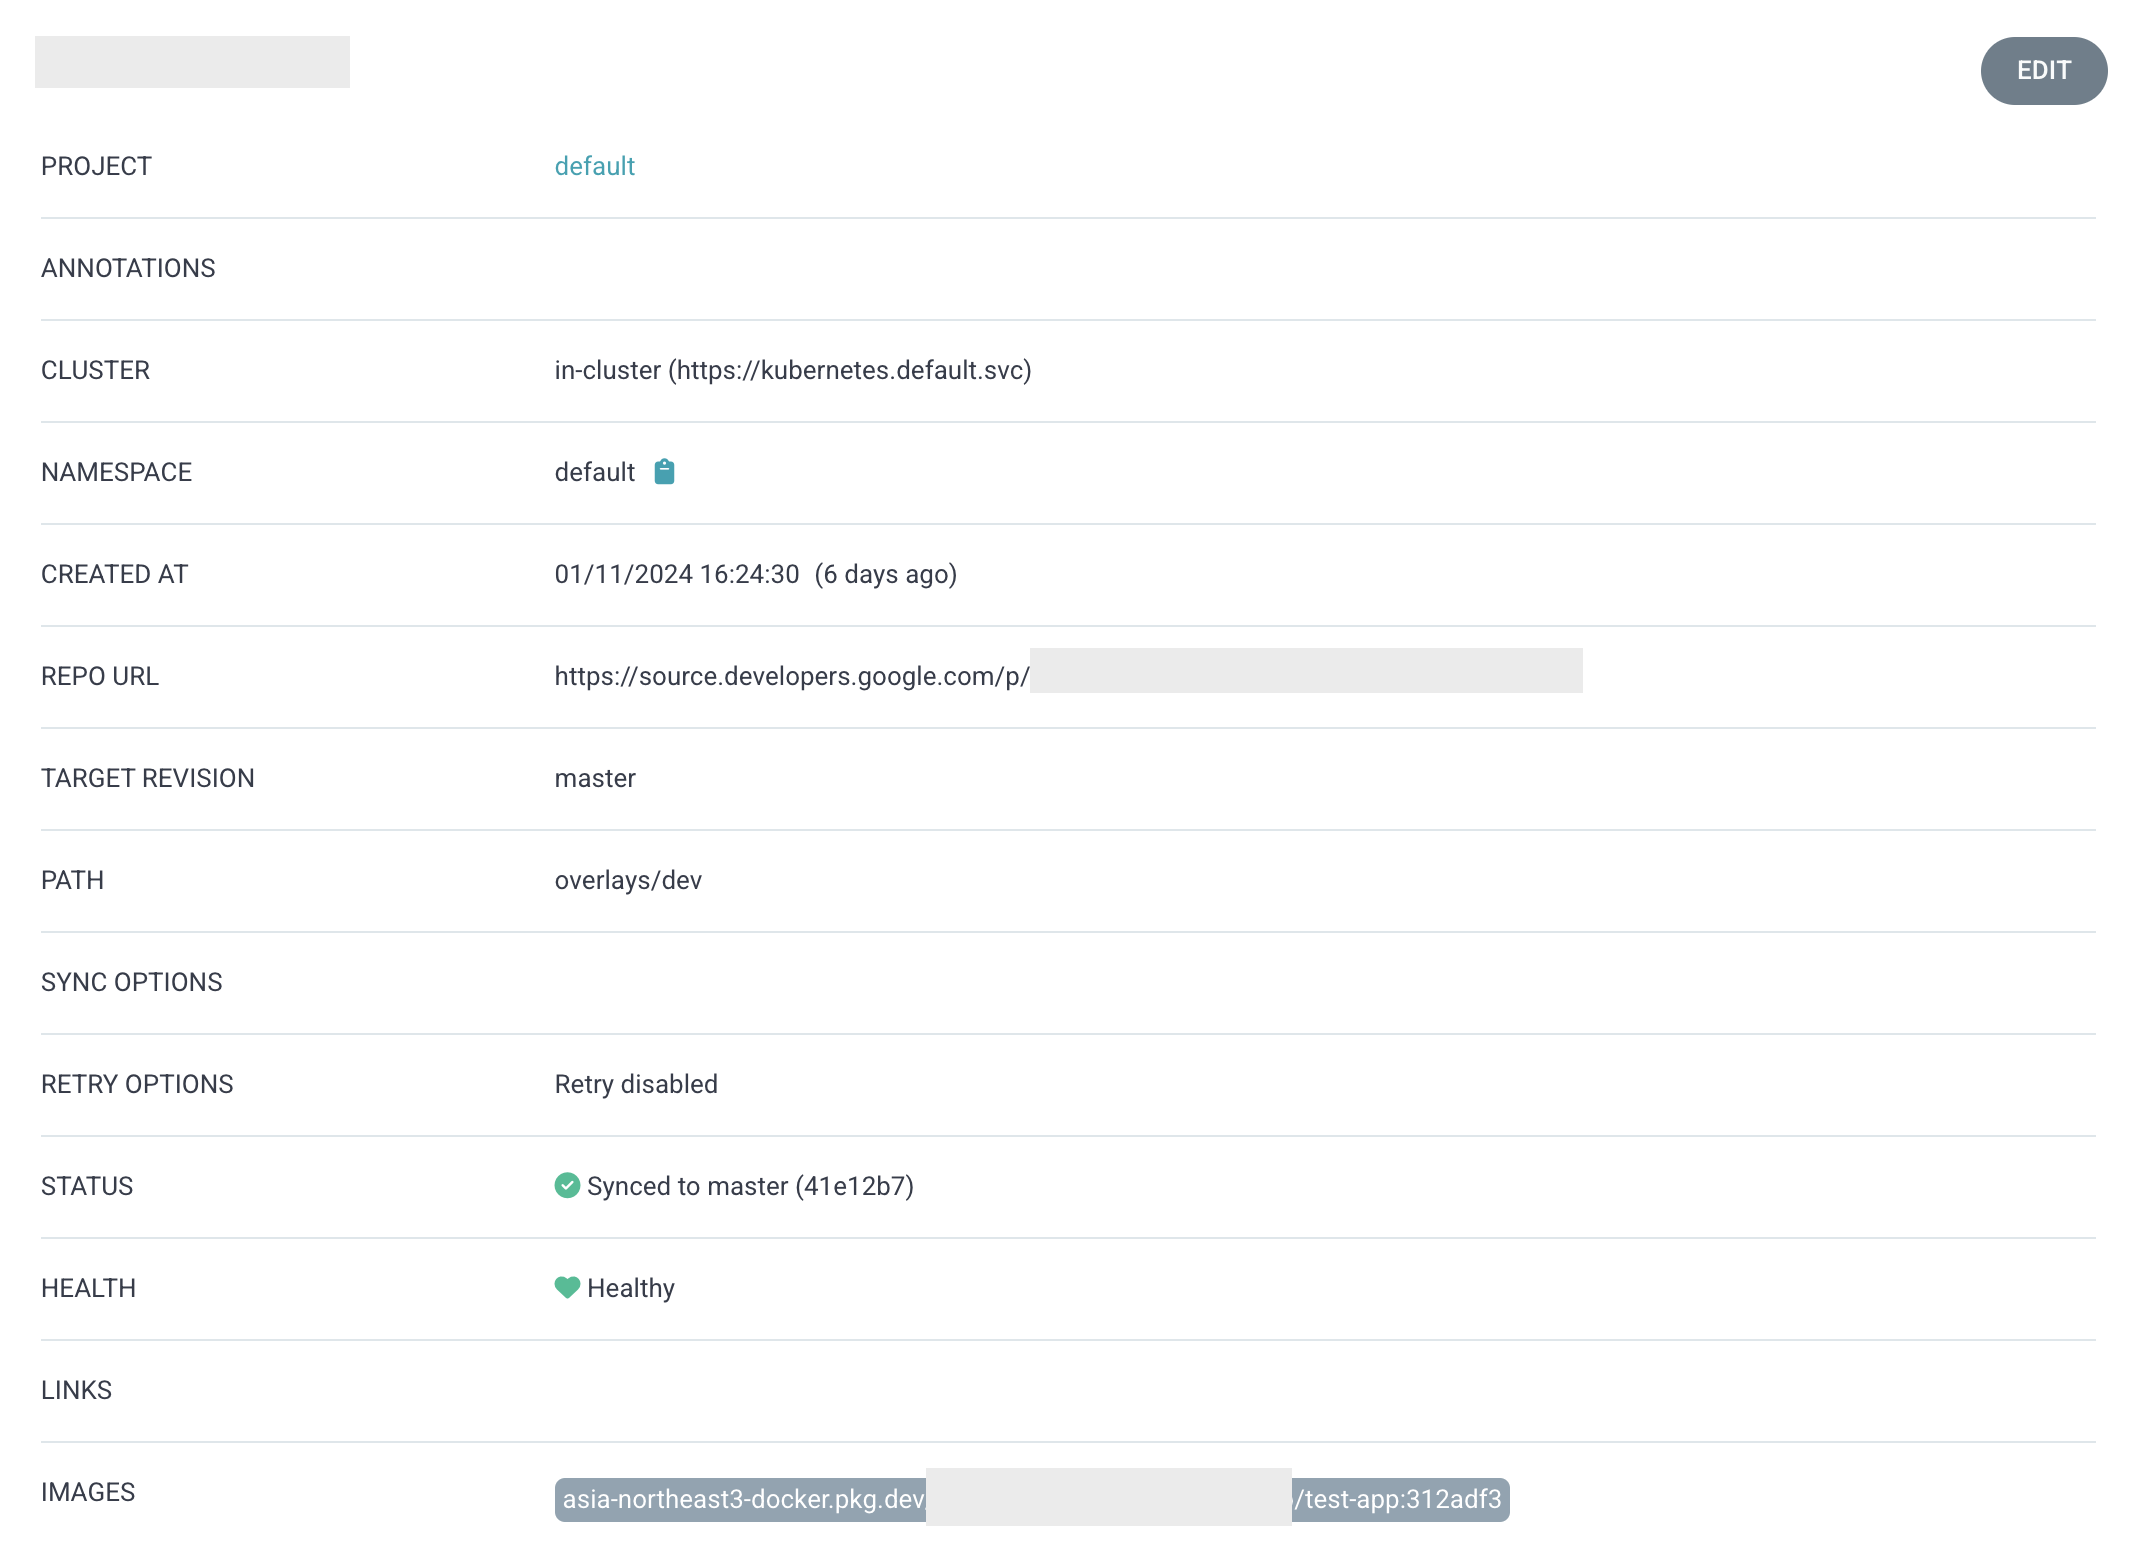 EDIT
PROJECT default
ANNOTATIONS
CLUSTER in-cluster (https://kubernetes.default.svc)
NAMESPACE default
CREATED AT 01/11/2024 16:24:30 (6 days ago)
REPO URL https://source.developers.google.com/p/
TARGET REVISION master
PATH overlays/dev
SYNC OPTIONS
RETRY OPTIONS Retry disabled
STATUS Synced to master (41e12b7)
HEALTH Healthy
LINKS
IMAGES asia-northeast3-docker.pkg.dev /test-app:312adf3